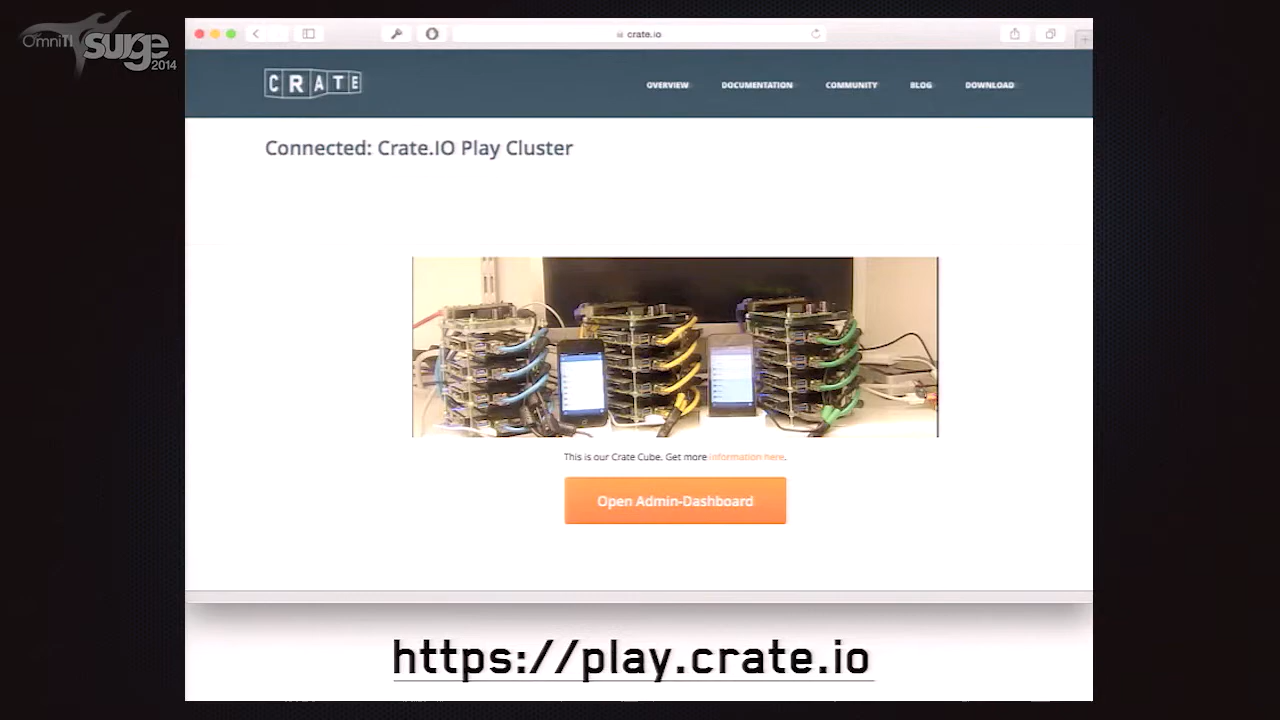 OmniTI surge 2014
crate.io
CRATE
OVERVIEW DOCUMENTATION COMMUNITY BLOG DOWNLOAD
Connected: Crate.IO Play Cluster
This is our Crate Cube. Get more information here.
Open Admin-Dashboard
https://play.crate.io